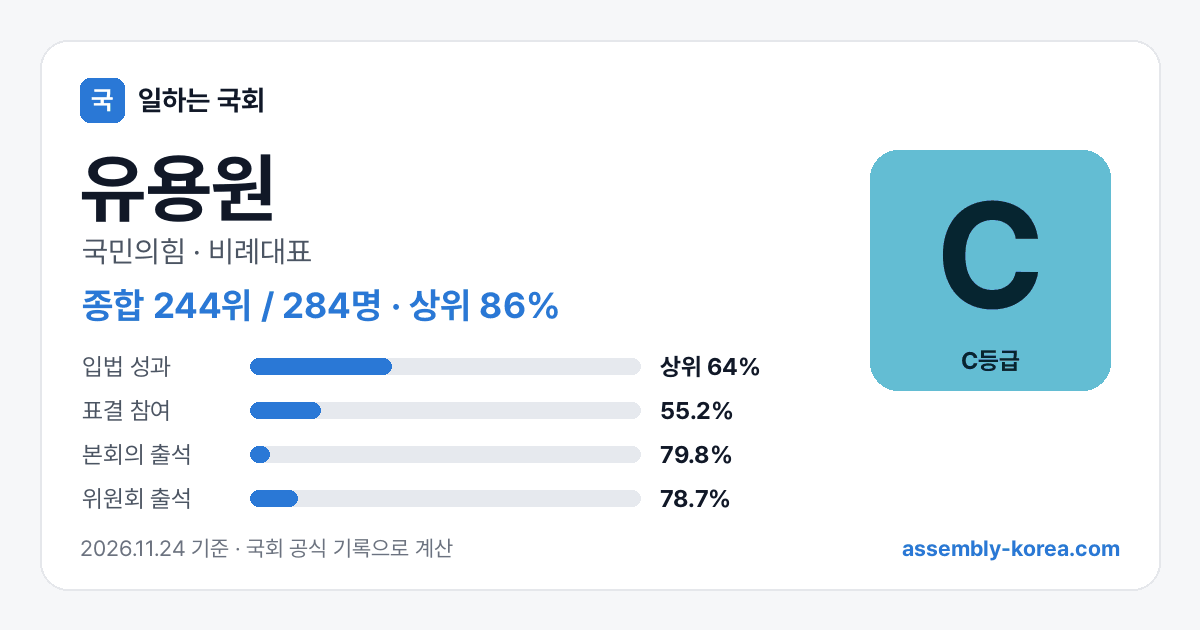 국 일하는 국회
유용원
국민의힘 · 비례대표
종합 244위 / 284명 · 상위 86%
C
C등급
입법 성과 상위 64%
표결 참여 55.2%
본회의 출석 79.8%
위원회 출석 78.7%
2026.11.24 기준 · 국회 공식 기록으로 계산
assembly-korea.com